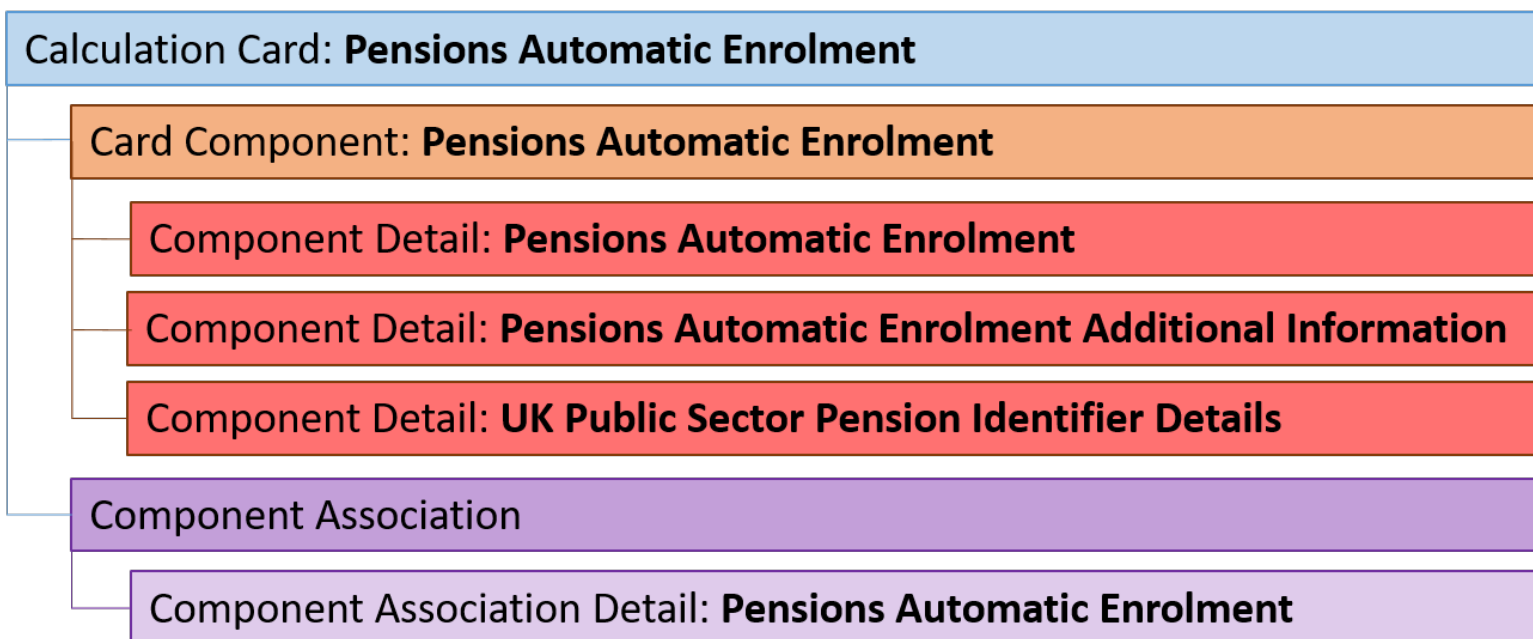 Calculation Card: Pensions Automatic Enrolment
Card Component: Pensions Automatic Enrolment
Component Detail: Pensions Automatic Enrolment
Component Detail: Pensions Automatic Enrolment Additional Information
Component Detail: UK Public Sector Pension Identifier Details
Component Association
Component Association Detail: Pensions Automatic Enrolment